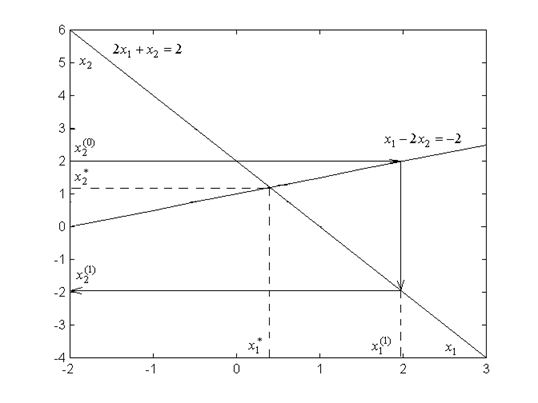 6
2x₁ + x₂ = 2
5
x₂
4
3
x₁ − 2x₂ = −2
x₂⁽⁰⁾
2
x₂*
1
0
-1
x₂⁽¹⁾
-2
-3
x₁* x₁⁽¹⁾ x₁
-4
-2 -1 0 1 2 3